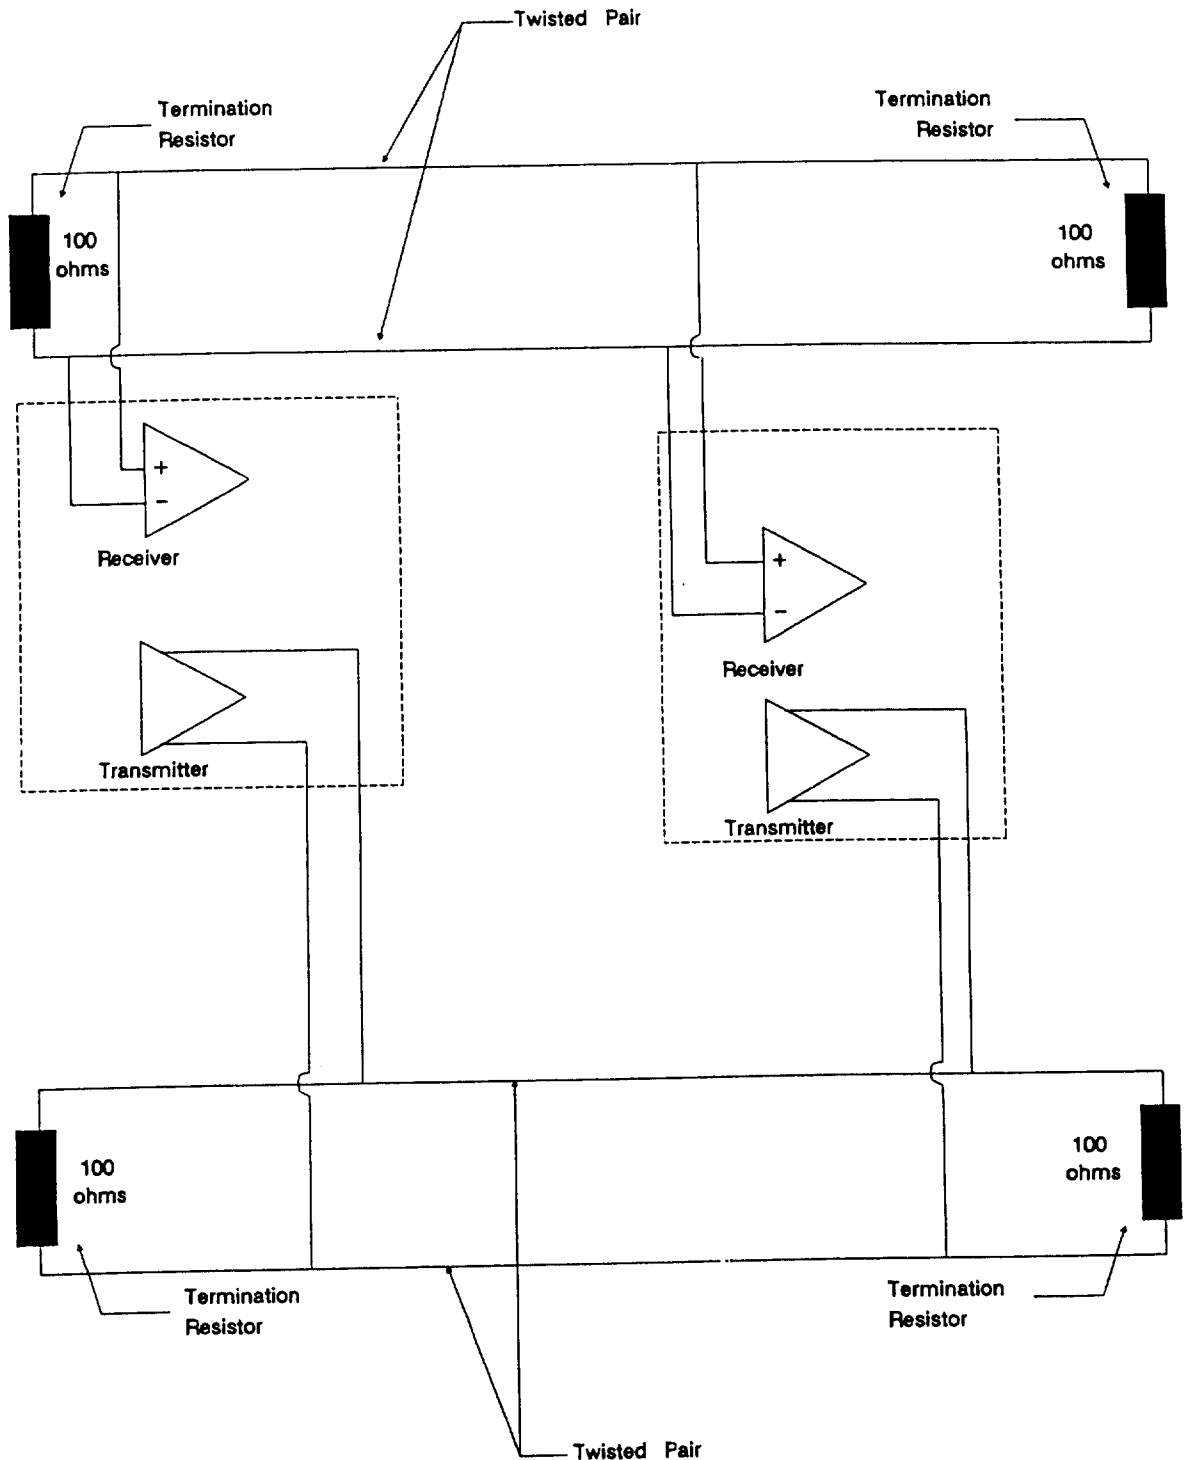 Twisted Pair
Termination
Resistor
Termination
Resistor
100
ohms
100
ohms
+
−
Receiver
+
−
Receiver
Transmitter
Transmitter
100
ohms
100
ohms
Termination
Resistor
Termination
Resistor
Twisted Pair